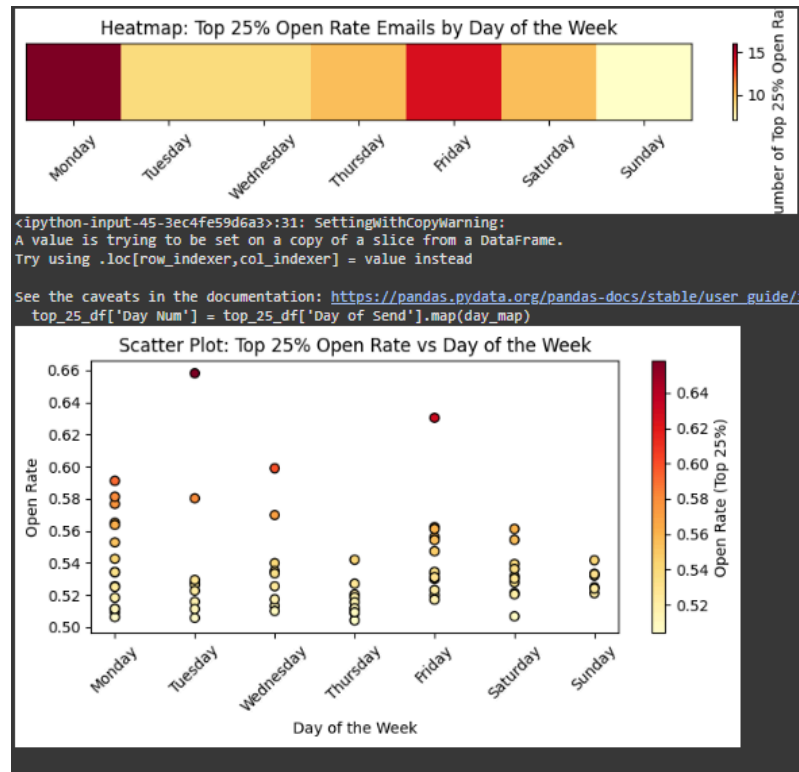 Heatmap: Top 25% Open Rate Emails by Day of the Week
15
10
Monday
Tuesday
Wednesday
Thursday
Friday
Saturday
Sunday
of Top 25% Open
<ipython-input-45-3ec4fe59d6a3>:31: SettingWithCopyWarning:
A value is trying to be set on a copy of a slice from a DataFrame.
Try using .loc[row_indexer,col_indexer] = value instead
See the caveats in the documentation: https://pandas.pydata.org/pandas-docs/stable/user_guide/
top_25_df['Day Num'] = top_25_df['Day of Send'].map(day_map)
Scatter Plot: Top 25% Open Rate vs Day of the Week
0.66
0.64
0.62
0.60
0.58
0.56
0.54
0.52
0.50
Open Rate
Monday
Tuesday
Wednesday
Thursday
Friday
Saturday
Sunday
Day of the Week
0.64
0.62
0.60
0.58
0.56
0.54
0.52
Open Rate (Top 25%)